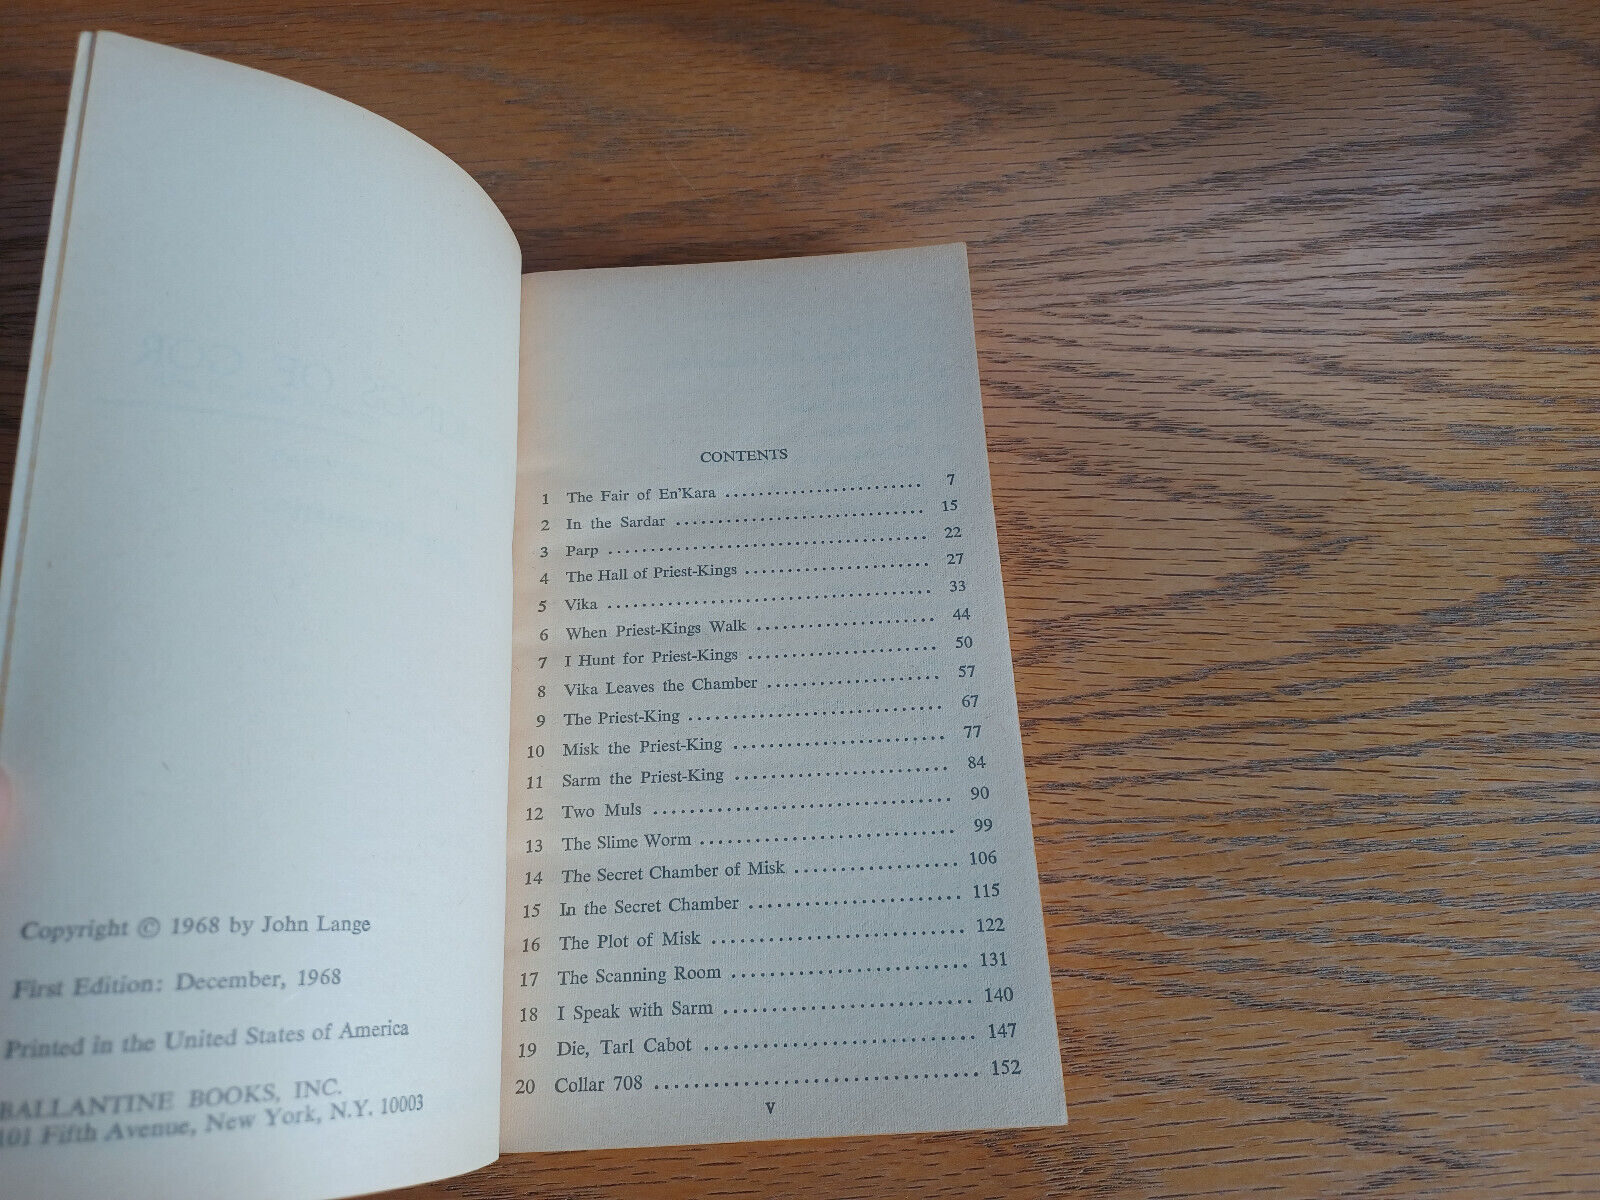 Copyright © 1968 by John Lange
First Edition: December, 1968
Printed in the United States of America
BALLANTINE BOOKS, INC.
101 Fifth Avenue, New York, N.Y. 10003
CONTENTS
1 The Fair of En'Kara ........................ 7
2 In the Sardar ............................. 15
3 Parp ..................................... 22
4 The Hall of Priest-Kings ...................... 27
5 Vika ..................................... 33
6 When Priest-Kings Walk ..................... 44
7 I Hunt for Priest-Kings ...................... 50
8 Vika Leaves the Chamber .................... 57
9 The Priest-King ............................ 67
10 Misk the Priest-King ........................ 77
11 Sarm the Priest-King ........................ 84
12 Two Muls ................................. 90
13 The Slime Worm ............................ 99
14 The Secret Chamber of Misk .................. 106
15 In the Secret Chamber ....................... 115
16 The Plot of Misk ........................... 122
17 The Scanning Room ......................... 131
18 I Speak with Sarm .......................... 140
19 Die, Tarl Cabot ............................ 147
20 Collar 708 ................................. 152
V